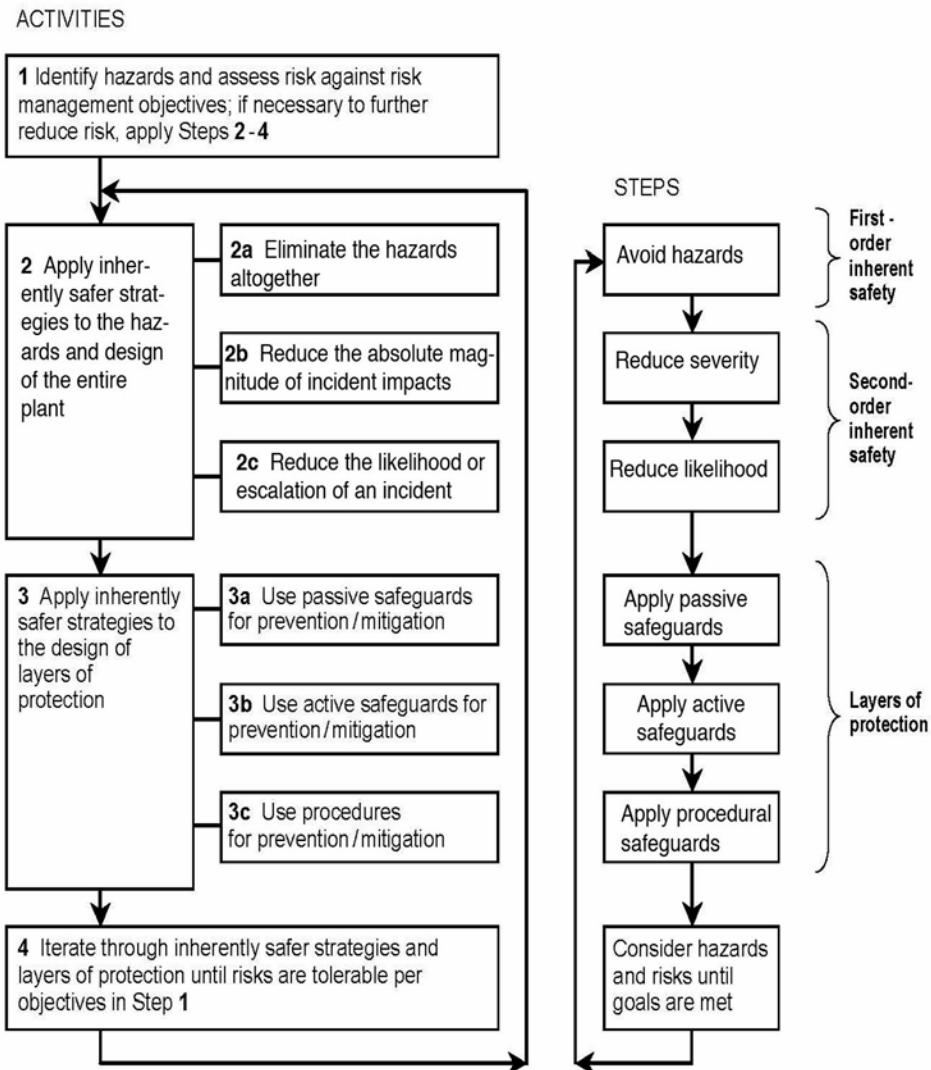 ACTIVITIES
1 Identify hazards and assess risk against risk
management objectives; if necessary to further
reduce risk, apply Steps 2-4
2 Apply inher-
ently safer strat-
egies to the haz-
ards and design
of the entire
plant
2a Eliminate the hazards
altogether
2b Reduce the absolute mag-
nitude of incident impacts
2c Reduce the likelihood or
escalation of an incident
3 Apply inherently
safer strategies to
the design of
layers of
protection
3a Use passive safeguards
for prevention/mitigation
3b Use active safeguards for
prevention/mitigation
3c Use procedures
for prevention/mitigation
4 Iterate through inherently safer strategies and
layers of protection until risks are tolerable per
objectives in Step 1
STEPS
Avoid hazards
Reduce severity
Reduce likelihood
Apply passive
safeguards
Apply active
safeguards
Apply procedural
safeguards
Consider hazards
and risks until
goals are met
First -
order
inherent
safety
Second-
order
inherent
safety
Layers of
protection